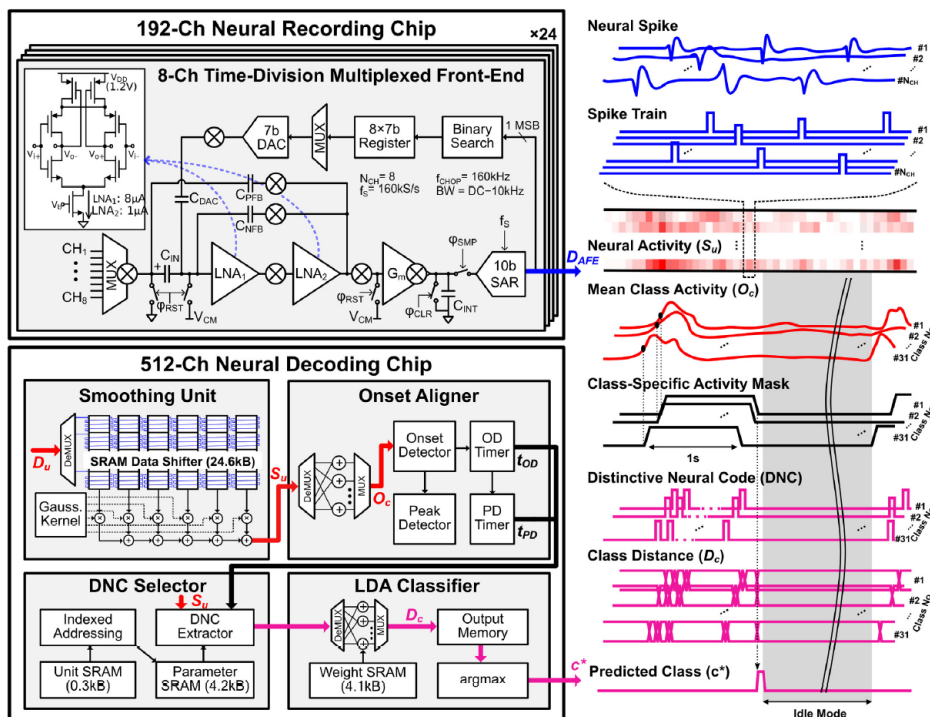 192-Ch Neural Recording Chip
×24
8-Ch Time-Division Multiplexed Front-End
VDD
(1.2V)
Vi+
Vo-
Vo+
Vi-
LNA1: 8μA
LNA2: 1μA
7b
DAC
MUX
8×7b
Register
Binary
Search
1 MSB
CDAC
CPFB
CNFB
NCH = 8
fS = 160kS/s
fCHOP = 160kHz
BW = DC−10kHz
CH1
CH8
MUX
CIN
φRST
VCM
LNA1
LNA2
φRST
VCM
Gm
φCLR
CINT
φSMP
fS
10b
SAR
DAFE
512-Ch Neural Decoding Chip
Smoothing Unit
Du
DeMUX
SRAM Data Shifter (24.6kB)
Gauss.
Kernel
Su
Onset Aligner
DeMUX
MUX
Oc
Onset
Detector
OD
Timer
tOD
Peak
Detector
PD
Timer
tPD
DNC Selector
Su
Indexed
Addressing
DNC
Extractor
Unit SRAM
(0.3kB)
Parameter
SRAM (4.2kB)
LDA Classifier
DeMUX
MUX
Dc
Output
Memory
Weight SRAM
(4.1kB)
argmax
c*
Neural Spike
#1
#2
#NCH
Spike Train
#1
#2
#NCH
Neural Activity (Su)
Mean Class Activity (Oc)
#1
#2
#31
Class-Specific Activity Mask
#1
#2
#31
1s
Distinctive Neural Code (DNC)
#1
#2
#31
Class Distance (Dc)
#1
#2
#31
Predicted Class (c*)
Idle Mode